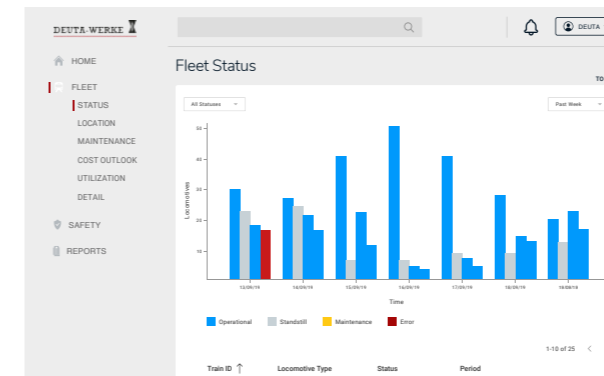 DEUTA-WERKE
DEUTA
HOME
Fleet Status
TO
FLEET
STATUS
All Statuses
Past Week
LOCATION
MAINTENANCE
COST OUTLOOK
UTILIZATION
DETAIL
SAFETY
REPORTS
Locomotives
50
40
30
20
10
13/09/19 14/09/19 15/09/19 16/09/19 17/09/19 18/09/19 19/08/19
Time
Operational Standstill Maintenance Error
1-10 of 25
Train ID Locomotive Type Status Period